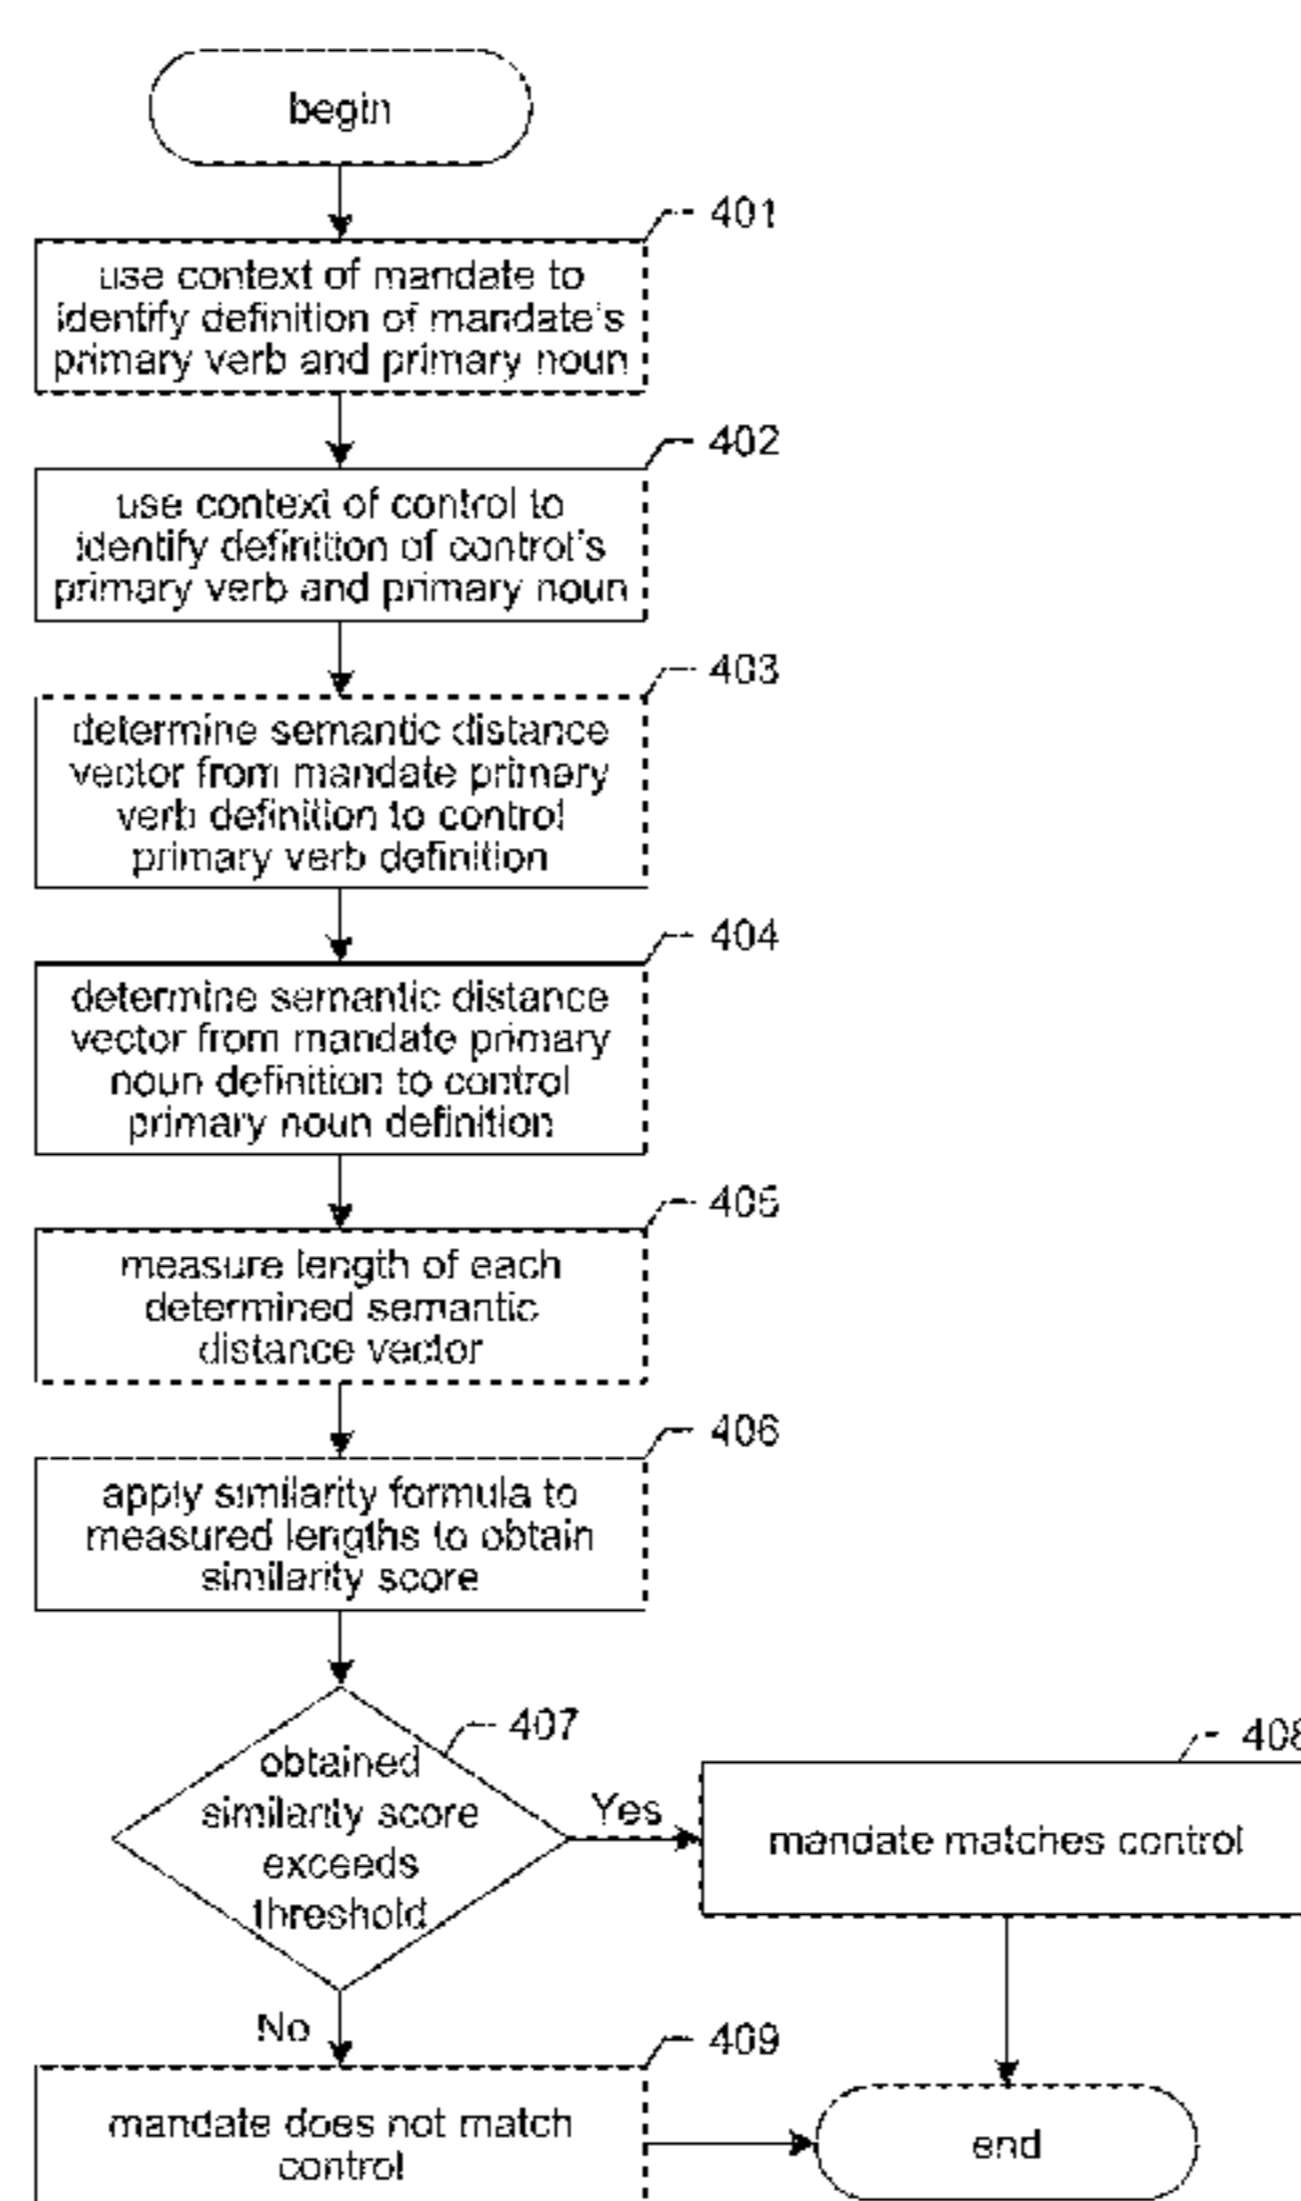 begin
401
use context of mandate to
identify definition of mandate's
primary verb and primary noun
402
use context of control to
identify definition of control's
primary verb and primary noun
403
determine semantic distance
vector from mandate primary
verb definition to control
primary verb definition
404
determine semantic distance
vector from mandate primary
noun definition to control
primary noun definition
405
measure length of each
determined semantic
distance vector
406
apply similarity formula to
measured lengths to obtain
similarity score
407
obtained
similarity score
exceeds
threshold
Yes
408
mandate matches control
No
409
mandate does not match
control
end